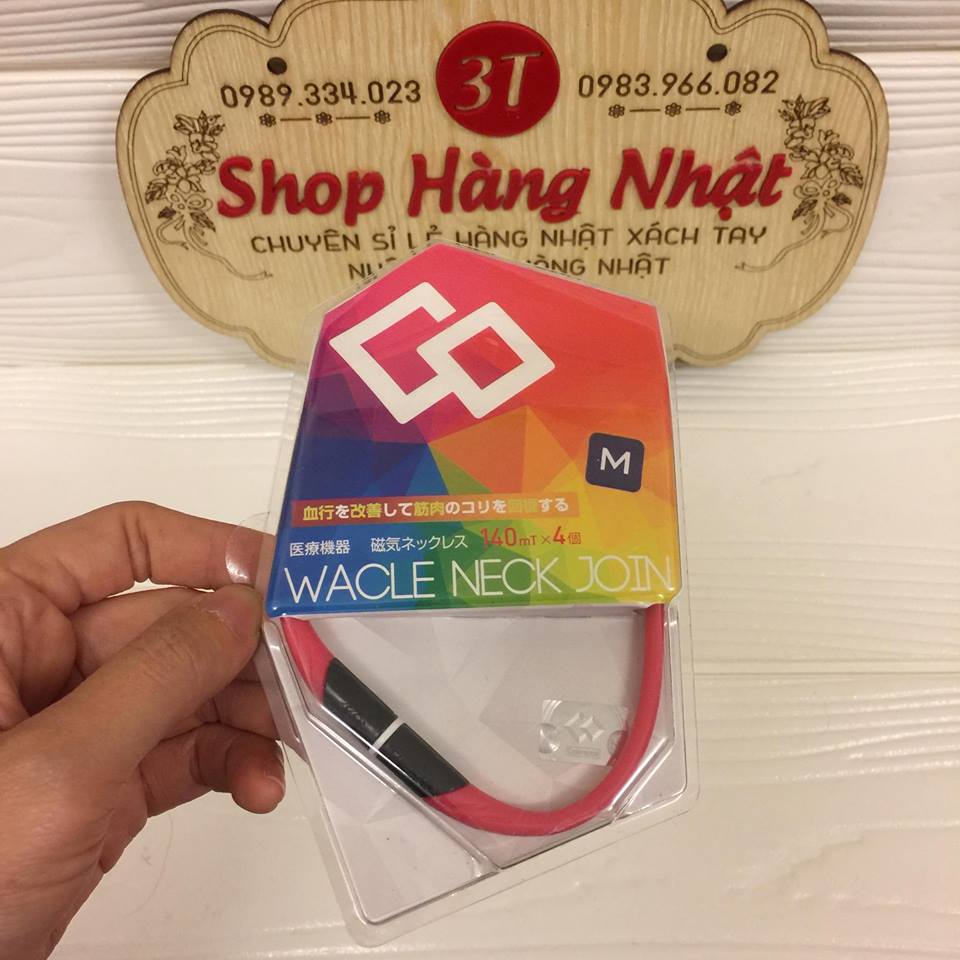 0989.334.023
3T
0983.966.082
Shop Hàng Nhật
CHUYÊN SỈ LẺ HÀNG NHẬT XÁCH TAY
HÀNG NHẬT
M
血行を改善して筋肉のコリを回復する
医療機器 磁気ネックレス 140mT×4個
WACLE NECK JOIN